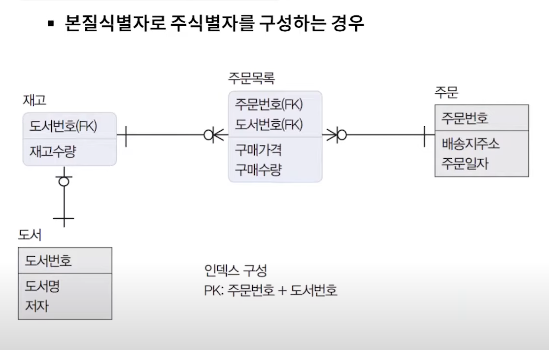 ▪ 본질식별자로 주식별자를 구성하는 경우
재고
도서번호(FK)
재고수량
주문목록
주문번호(FK)
도서번호(FK)
구매가격
구매수량
주문
주문번호
배송지주소
주문일자
도서
도서번호
도서명
저자
인덱스 구성
PK: 주문번호 + 도서번호